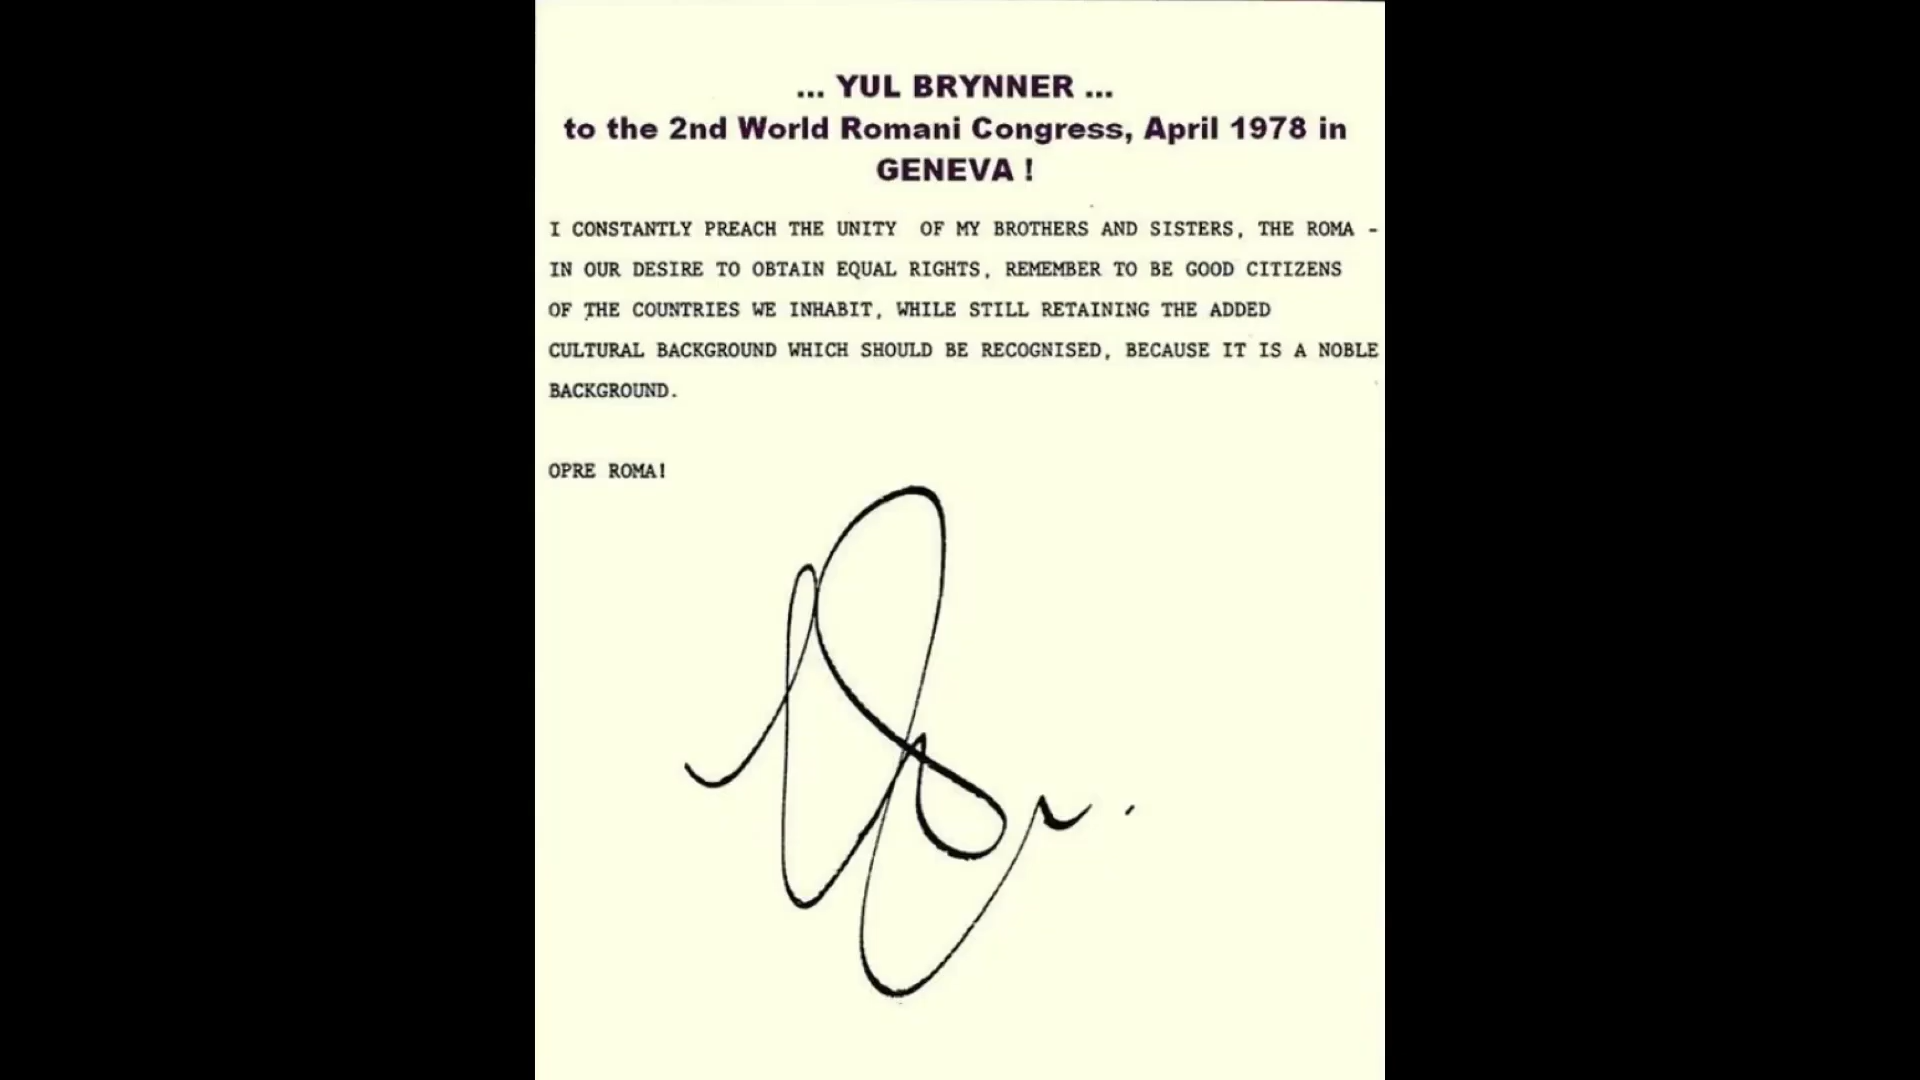 ... YUL BRYNNER ...
to the 2nd World Romani Congress, April 1978 in
GENEVA !
I CONSTANTLY PREACH THE UNITY OF MY BROTHERS AND SISTERS, THE ROMA -
IN OUR DESIRE TO OBTAIN EQUAL RIGHTS, REMEMBER TO BE GOOD CITIZENS
OF THE COUNTRIES WE INHABIT, WHILE STILL RETAINING THE ADDED
CULTURAL BACKGROUND WHICH SHOULD BE RECOGNISED, BECAUSE IT IS A NOBLE
BACKGROUND.
OPRE ROMA!